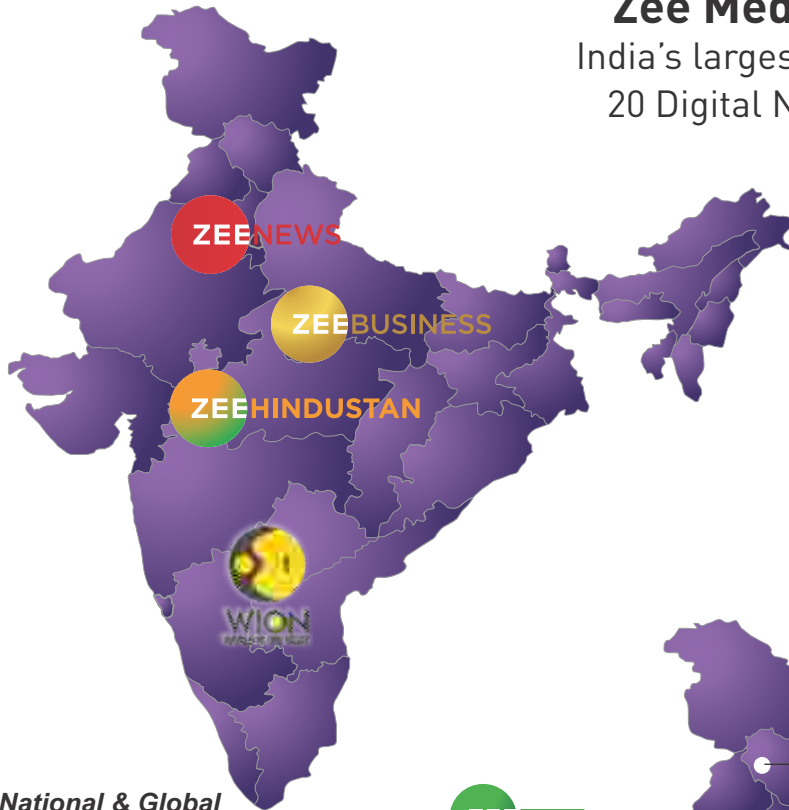 Zee Med
India's larges
20 Digital N
ZEENEWS
ZEEBUSINESS
ZEEHINDUSTAN
WION
National & Global